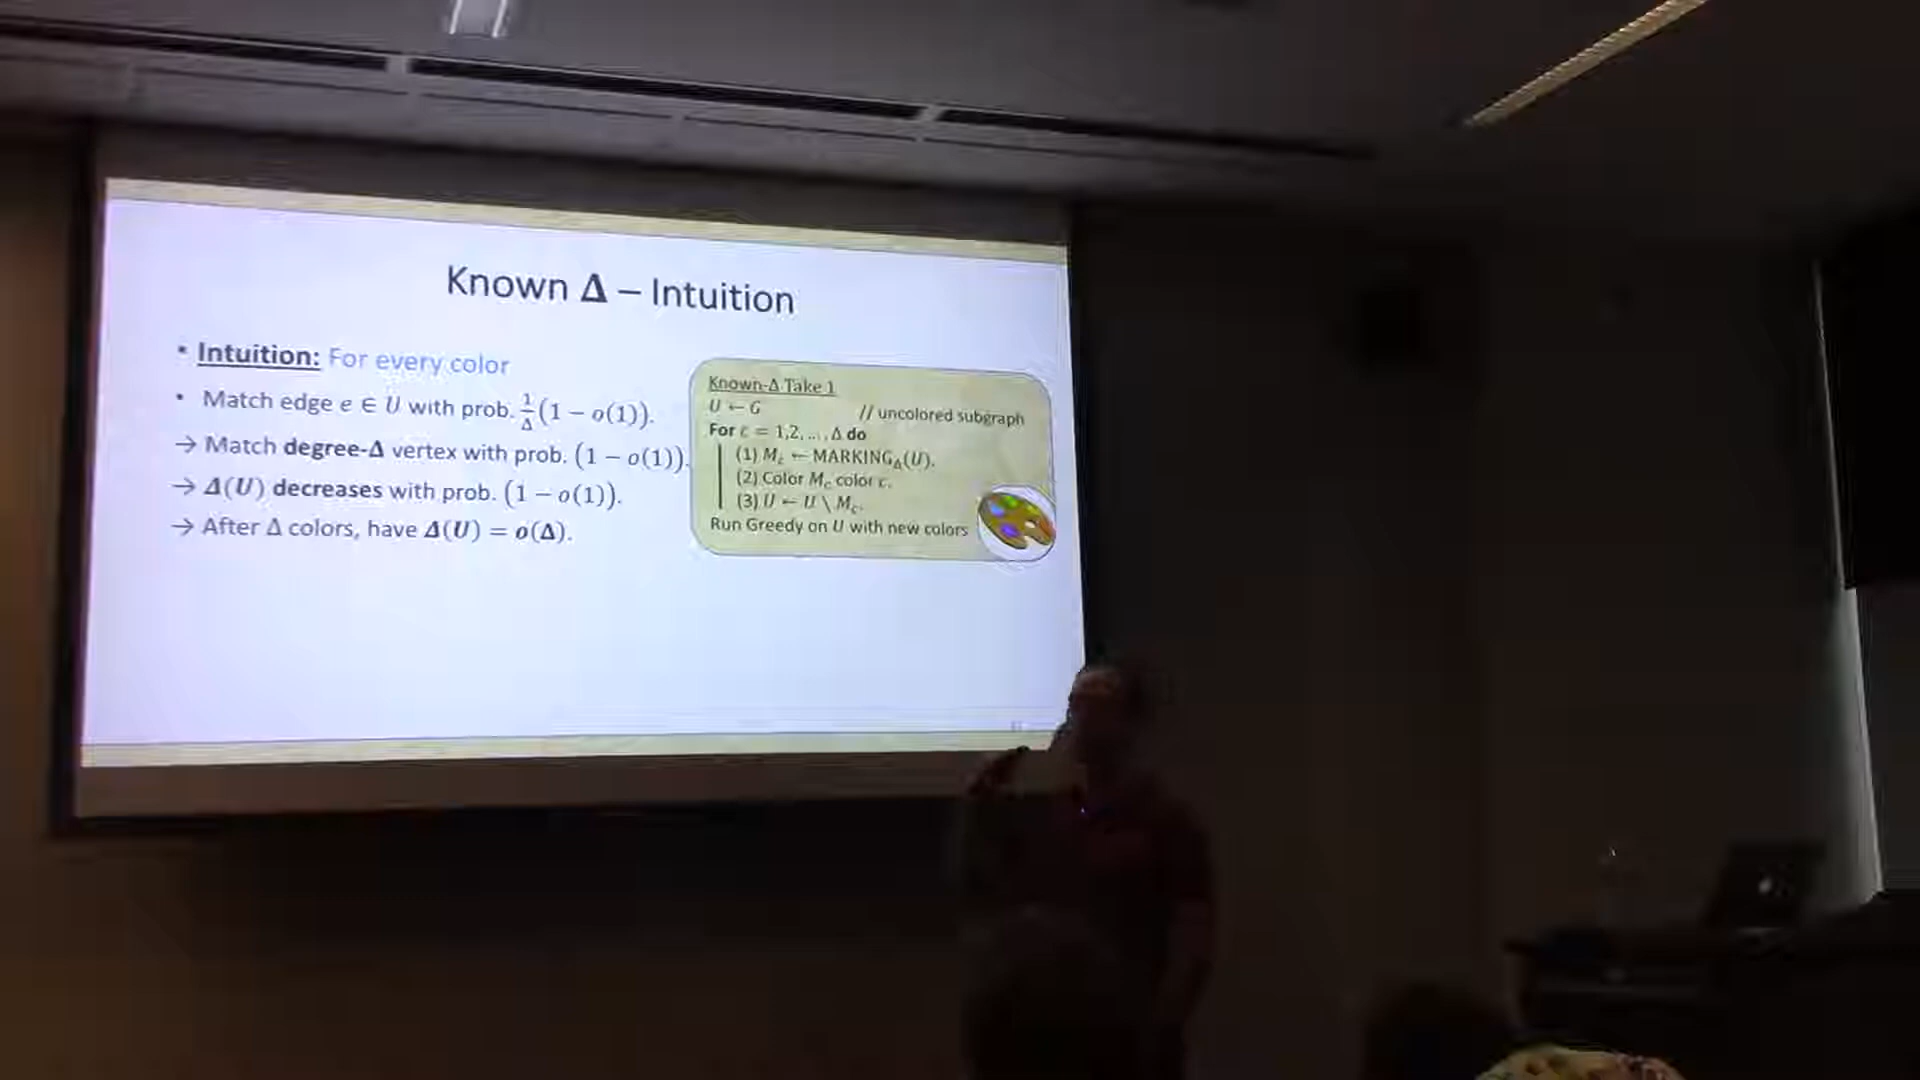 Known Δ – Intuition
• Intuition: For every color
• Match edge e ∈ U with prob. 1/Δ (1 − o(1)).
→ Match degree-Δ vertex with prob. (1 − o(1)).
→ Δ(U) decreases with prob. (1 − o(1)).
→ After Δ colors, have Δ(U) = o(Δ).
Known-Δ Take 1
U ← G // uncolored subgraph
For c = 1,2, ..., Δ do
(1) M_c ← MARKING_Δ(U).
(2) Color M_c color c.
(3) U ← U \ M_c.
Run Greedy on U with new colors